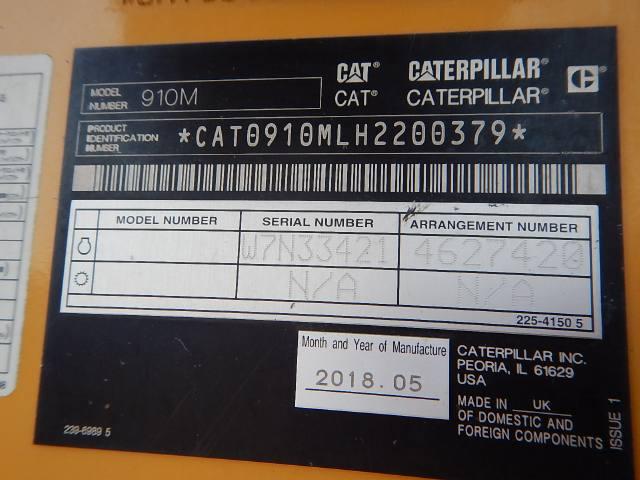 CAT® CATERPILLAR®
MODEL NUMBER 910M
CAT® CATERPILLAR® C
PRODUCT IDENTIFICATION NUMBER *CAT0910MLH2200379*
MODEL NUMBER SERIAL NUMBER ARRANGEMENT NUMBER
W7N33421 4627420
N/A N/A
225-4150 5
Month and Year of Manufacture
2018.05
CATERPILLAR INC.
PEORIA, IL 61629
USA
MADE IN UK
OF DOMESTIC AND
FOREIGN COMPONENTS
ISSUE 1
239-6989 5